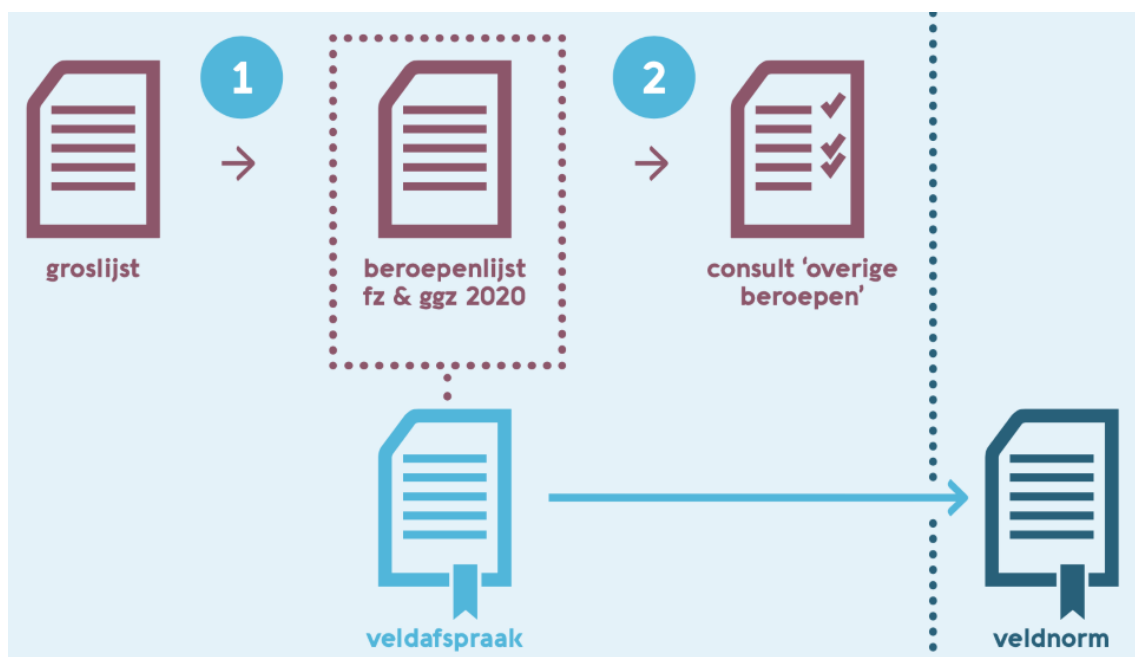 1
2
groslijst
beroepenlijst
fz & ggz 2020
consult ‘overige
beroepen’
veldafspraak
veldnorm